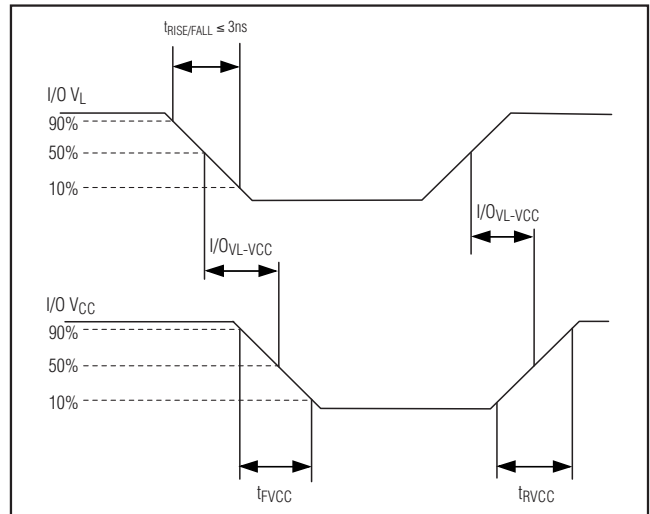 tRISE/FALL ≤ 3ns
I/O VL
90%
50%
10%
I/OVL-VCC
I/OVL-VCC
I/O VCC
90%
50%
10%
tFVCC
tRVCC